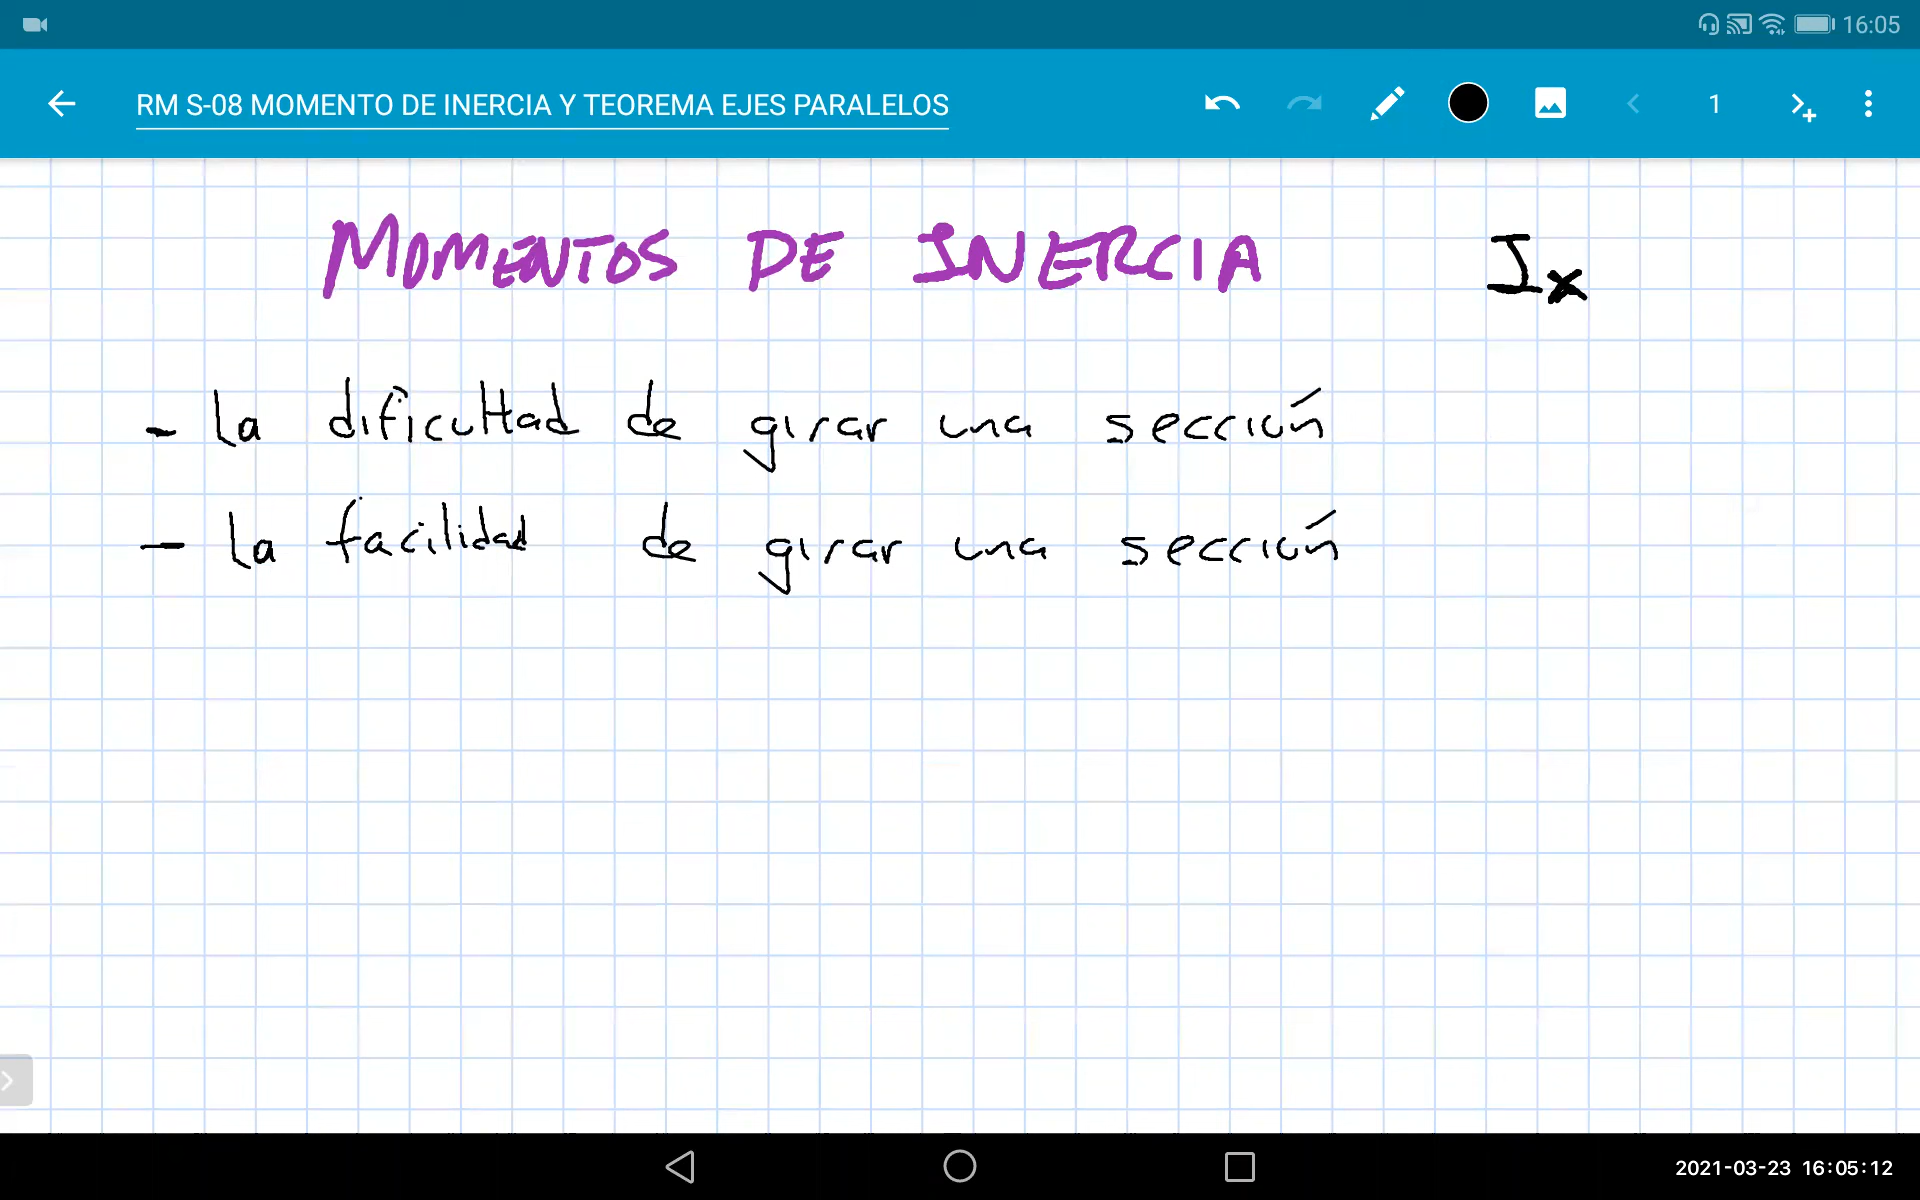 16:05
RM S-08 MOMENTO DE INERCIA Y TEOREMA EJES PARALELOS
1
MOMENTOS DE INERCIA Ix
- La dificultad de girar una sección
- La facilidad de girar una sección
2021-03-23 16:05:12